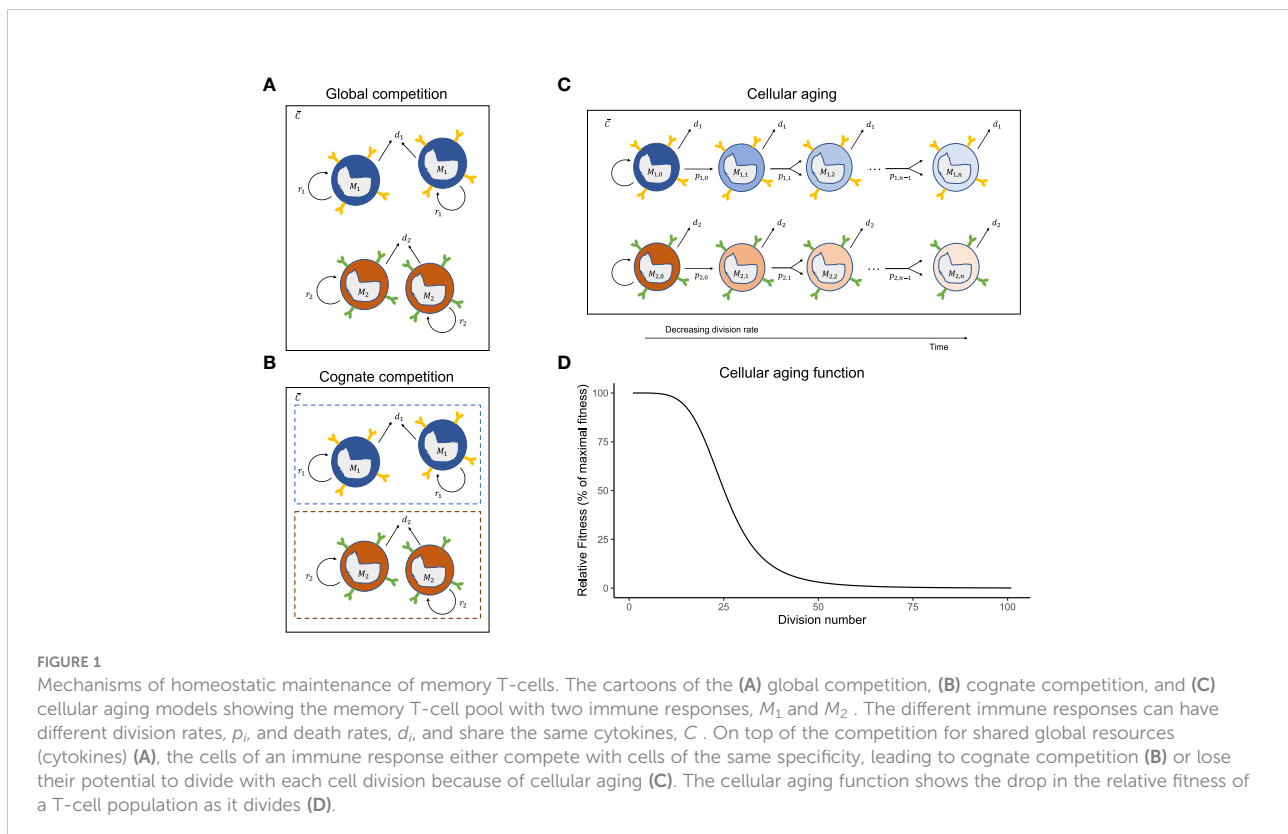 A
Global competition
C̄
d₁
M₁
M₁
r₁
r₁
d₂
M₂
M₂
r₂
r₂
B
Cognate competition
C̄
d₁
M₁
M₁
r₁
r₁
d₂
M₂
M₂
r₂
r₂
C
Cellular aging
C̄
d₁ d₁ d₁ d₁
M₁,₀ p₁,₀ M₁,₁ p₁,₁ M₁,₂ ⋯ p₁,ₙ₋₁ M₁,ₙ
d₂ d₂ d₂ d₂
M₂,₀ p₂,₀ M₂,₁ p₂,₁ M₂,₂ ⋯ p₂,ₙ₋₁ M₂,ₙ
Decreasing division rate
Time
D
Cellular aging function
Relative Fitness (% of maximal fitness)
100
75
50
25
0
0 25 50 75 100
Division number
FIGURE 1
Mechanisms of homeostatic maintenance of memory T-cells. The cartoons of the (A) global competition, (B) cognate competition, and (C)
cellular aging models showing the memory T-cell pool with two immune responses, M₁ and M₂ . The different immune responses can have
different division rates, pᵢ, and death rates, dᵢ, and share the same cytokines, C . On top of the competition for shared global resources
(cytokines) (A), the cells of an immune response either compete with cells of the same specificity, leading to cognate competition (B) or lose
their potential to divide with each cell division because of cellular aging (C). The cellular aging function shows the drop in the relative fitness of
a T-cell population as it divides (D).